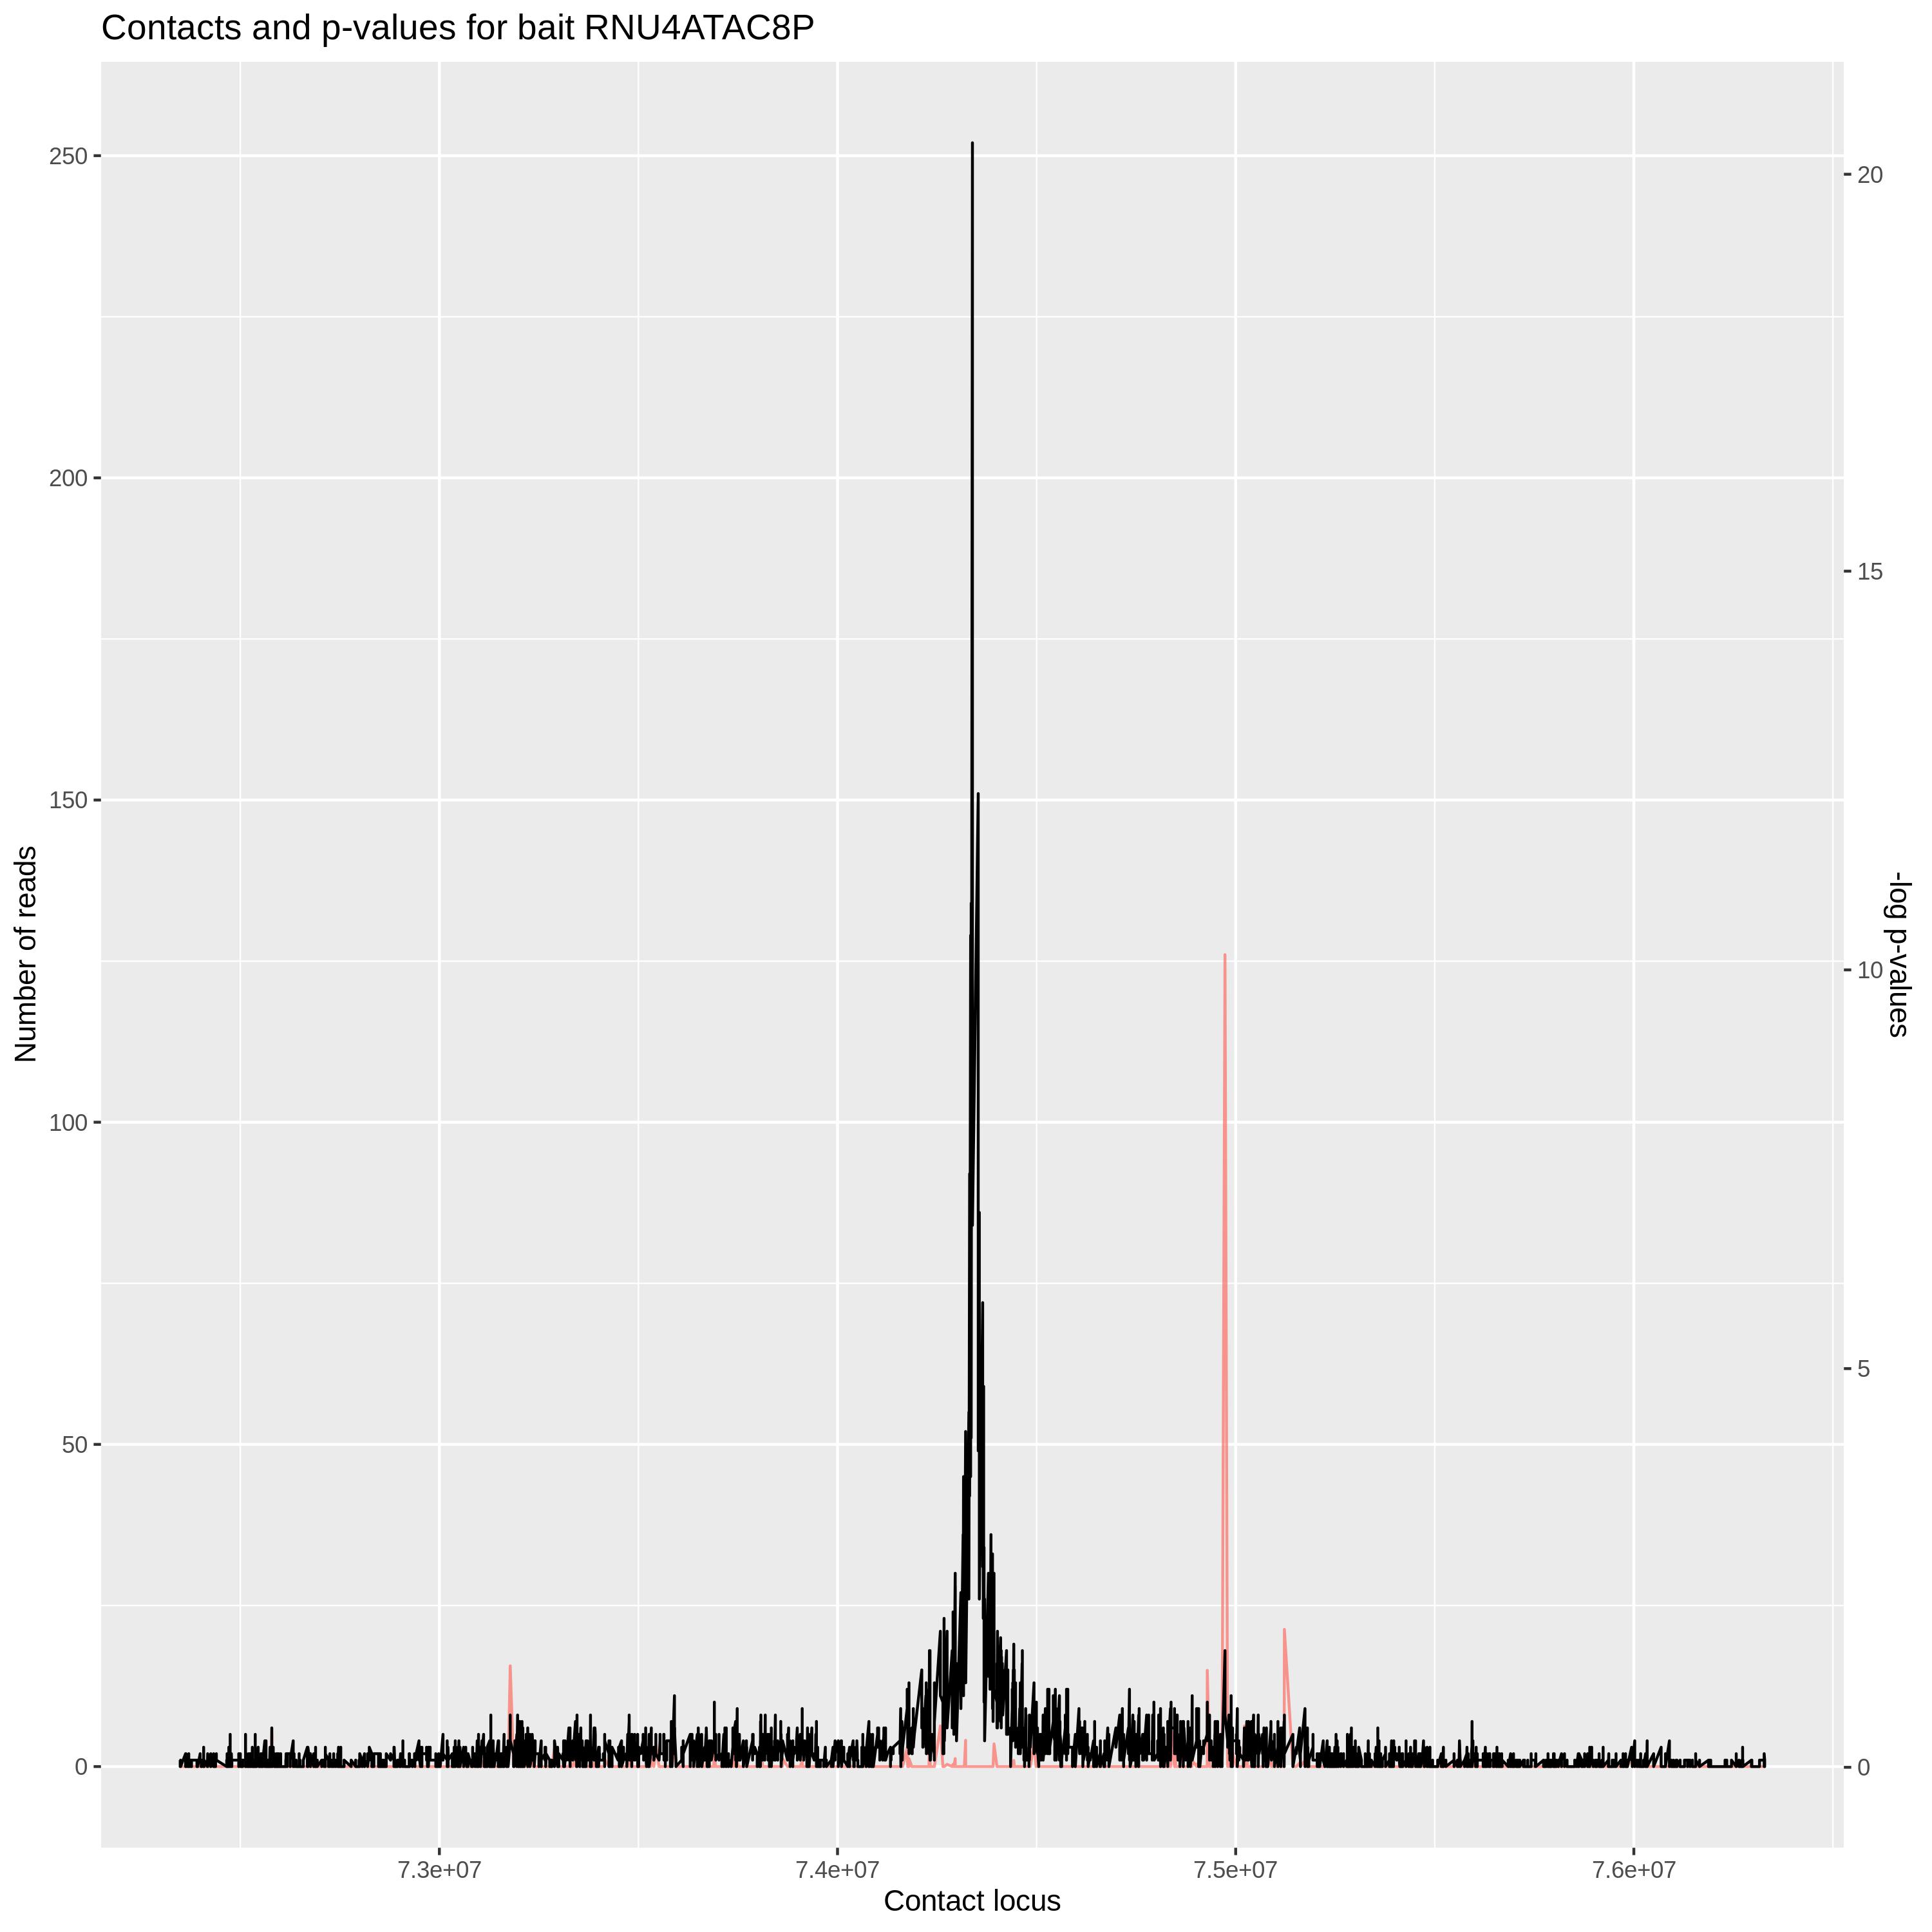 Contacts and p-values for bait RNU4ATAC8P
250
200
150
100
50
0
Number of reads
20
15
10
5
0
-log p-values
7.3e+07
7.4e+07
7.5e+07
7.6e+07
Contact locus